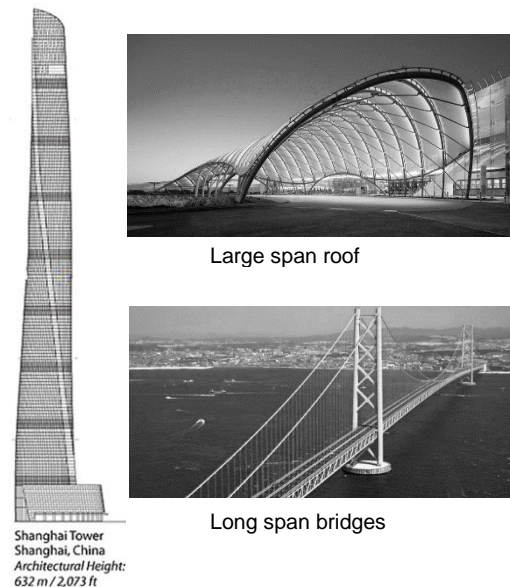 Large span roof
Long span bridges
Shanghai Tower
Shanghai, China
Architectural Height:
632 m / 2,073 ft